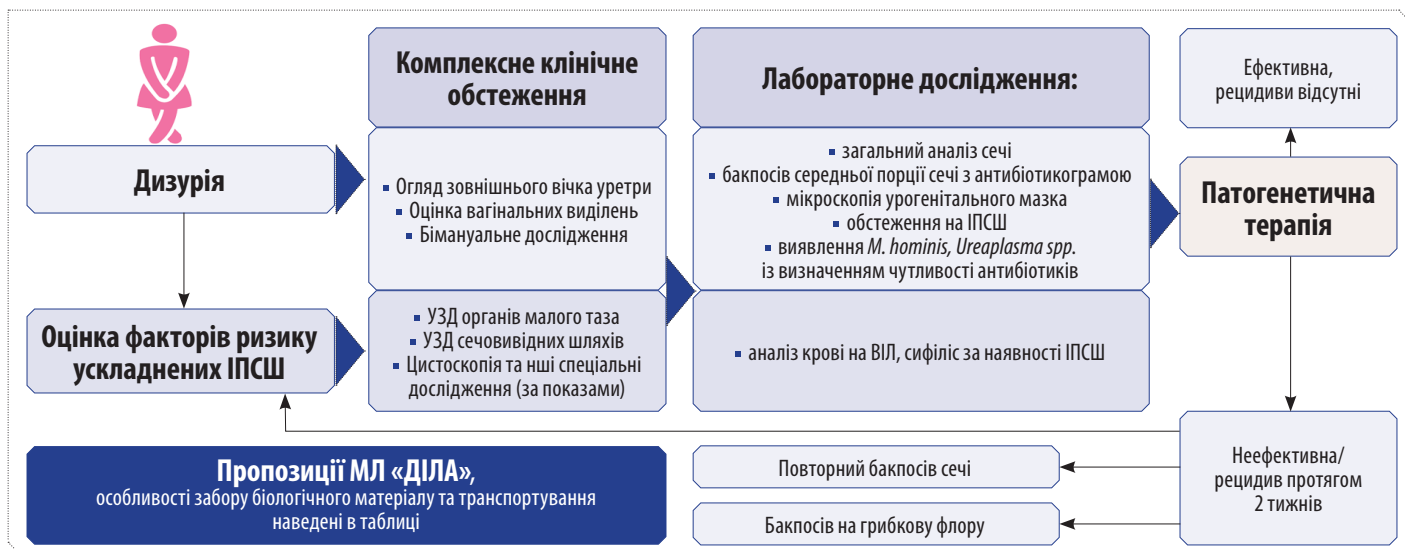 Дизурія
Оцінка факторів ризику
ускладнених ІПСШ
Комплексне клінічне
обстеження
▪ Огляд зовнішнього вічка уретри
▪ Оцінка вагінальних виділень
▪ Бімануальне дослідження
▪ УЗД органів малого таза
▪ УЗД сечовивідних шляхів
▪ Цистоскопія та нші спеціальні
дослідження (за показами)
Лабораторне дослідження:
▪ загальний аналіз сечі
▪ бакпосів середньої порції сечі з антибіотикограмою
▪ мікроскопія урогенітального мазка
▪ обстеження на ІПСШ
▪ виявлення M. hominis, Ureaplasma spp.
із визначенням чутливості антибіотиків
▪ аналіз крові на ВІЛ, сифіліс за наявності ІПСШ
Ефективна,
рецидиви відсутні
Патогенетична
терапія
Неефективна/
рецидив протягом
2 тижнів
Повторний бакпосів сечі
Бакпосів на грибкову флору
Пропозиції МЛ «ДІЛА»,
особливості забору біологічного матеріалу та транспортування
наведені в таблиці